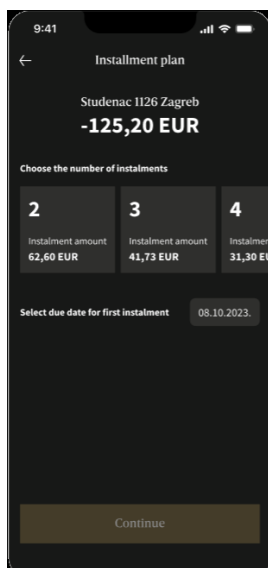 9:41
Installment plan
Studenac 1126 Zagreb
-125,20 EUR
Choose the number of instalments
2 3 4
Instalment amount Instalment amount Instalmen
62,60 EUR 41,73 EUR 31,30 EU
Select due date for first instalment 08.10.2023.
Continue